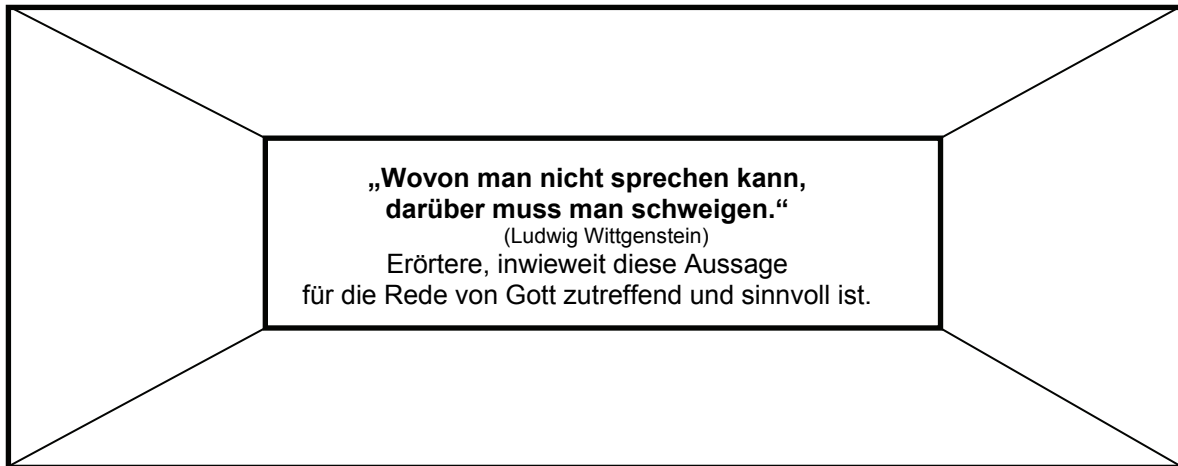 „Wovon man nicht sprechen kann,
darüber muss man schweigen.“
(Ludwig Wittgenstein)
Erörtere, inwieweit diese Aussage
für die Rede von Gott zutreffend und sinnvoll ist.